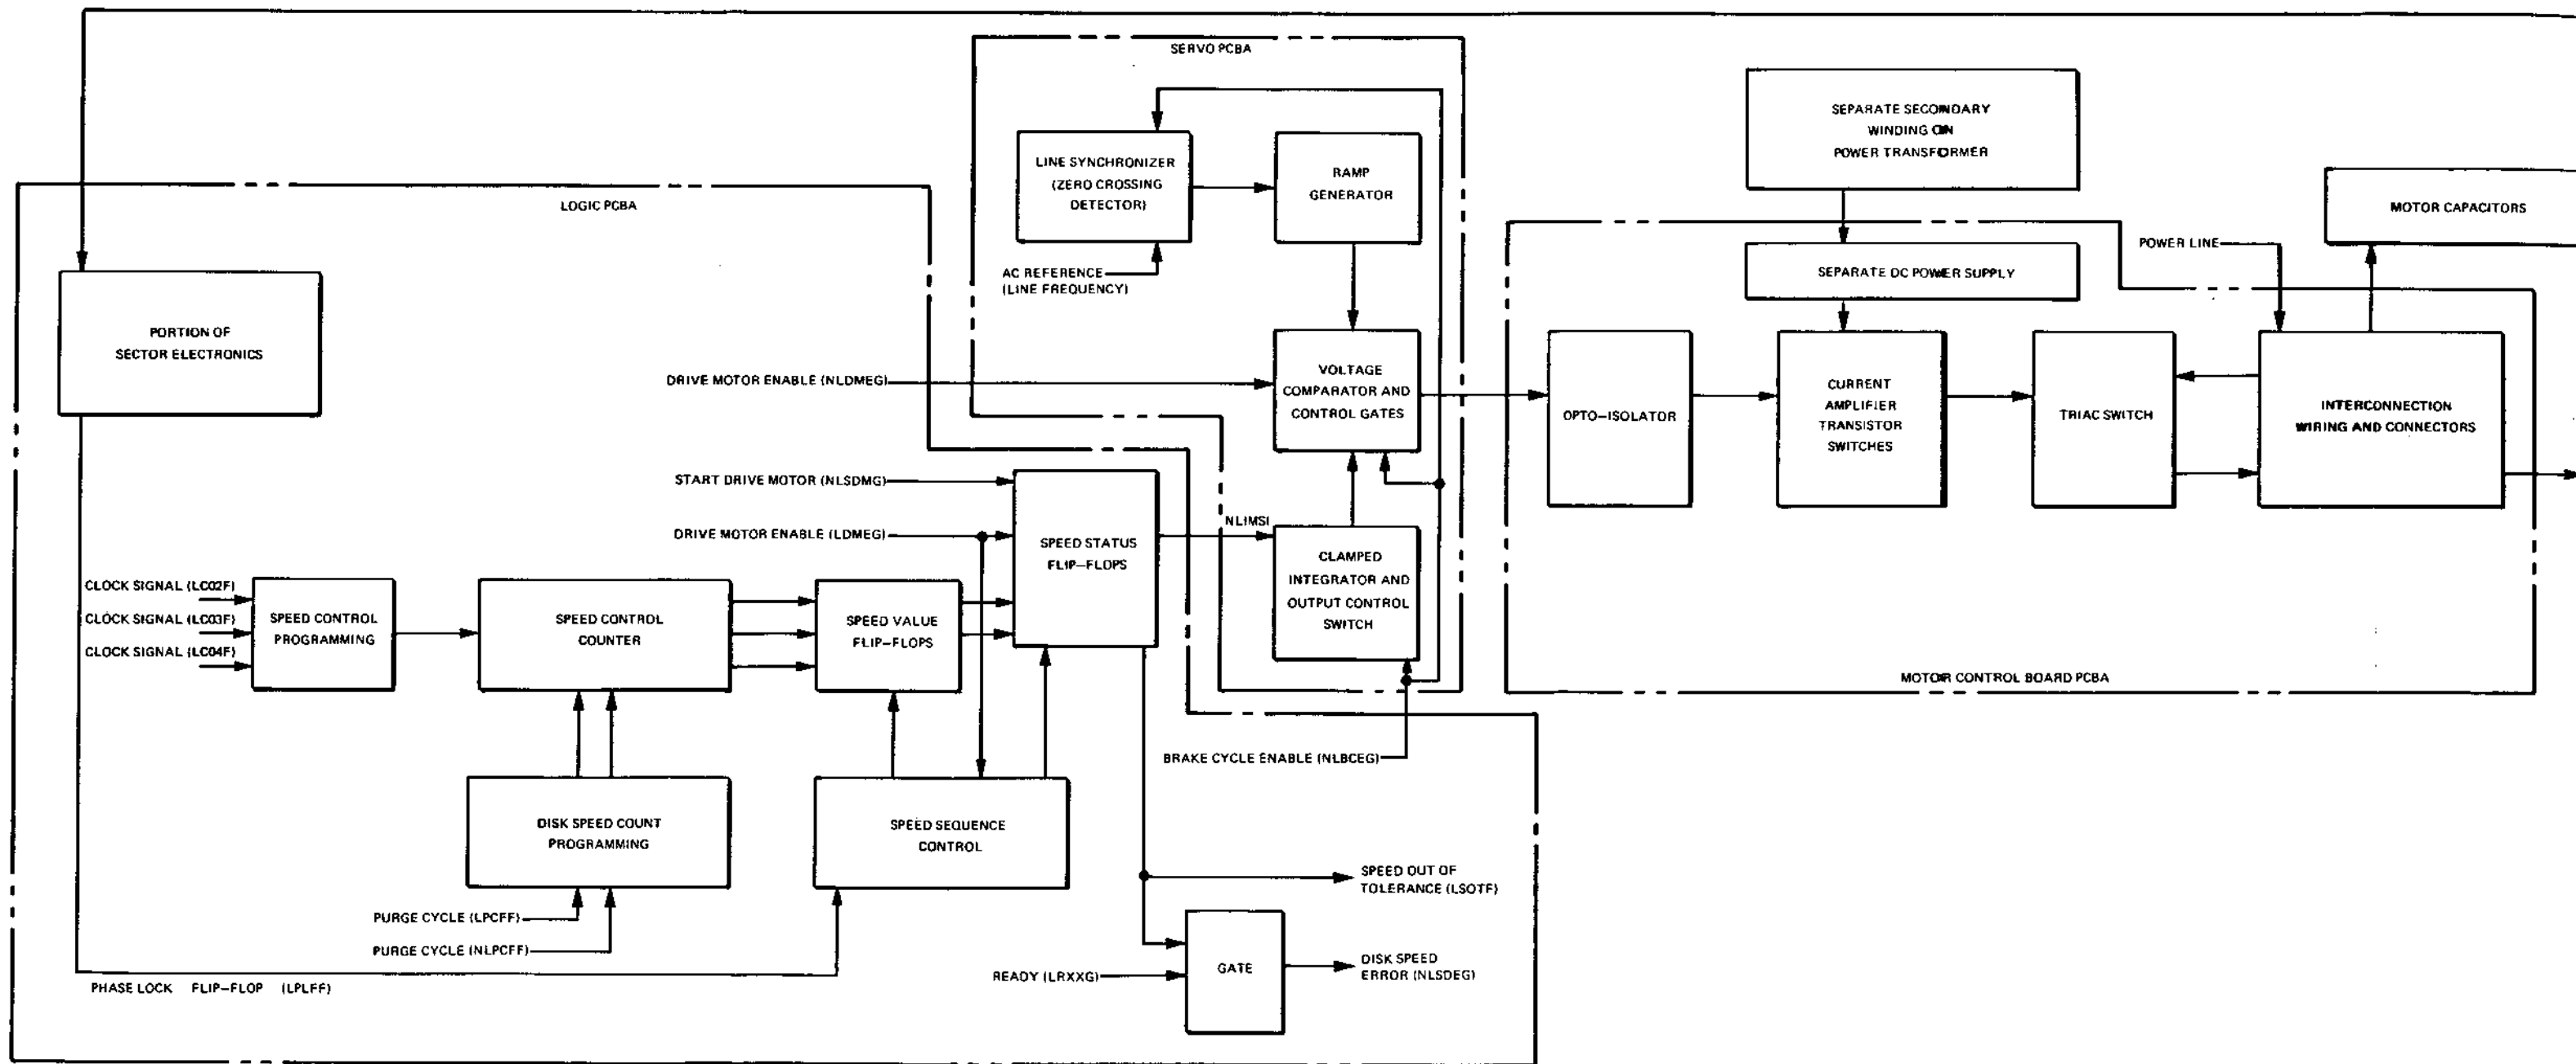 SERVO PCBA
SEPARATE SECONDARY
WINDING ON
POWER TRANSFORMER
LINE SYNCHRONIZER
(ZERO CROSSING
DETECTOR)
RAMP
GENERATOR
LOGIC PCBA
MOTOR CAPACITORS
POWER LINE
AC REFERENCE
(LINE FREQUENCY)
SEPARATE DC POWER SUPPLY
PORTION OF
SECTOR ELECTRONICS
DRIVE MOTOR ENABLE (NLDMEG)
VOLTAGE
COMPARATOR AND
CONTROL GATES
OPTO-ISOLATOR
CURRENT
AMPLIFIER
TRANSISTOR
SWITCHES
TRIAC SWITCH
INTERCONNECTION
WIRING AND CONNECTORS
START DRIVE MOTOR (NLSDMG)
DRIVE MOTOR ENABLE (LDMEG)
SPEED STATUS
FLIP-FLOPS
NLIMSI
CLAMPED
INTEGRATOR AND
OUTPUT CONTROL
SWITCH
CLOCK SIGNAL (LC02F)
CLOCK SIGNAL (LC03F)
CLOCK SIGNAL (LC04F)
SPEED CONTROL
PROGRAMMING
SPEED CONTROL
COUNTER
SPEED VALUE
FLIP-FLOPS
MOTOR CONTROL BOARD PCBA
BRAKE CYCLE ENABLE (NLBCEG)
DISK SPEED COUNT
PROGRAMMING
SPEED SEQUENCE
CONTROL
SPEED OUT OF
TOLERANCE (LSOTF)
PURGE CYCLE (LPCFF)
PURGE CYCLE (NLPCFF)
READY (LRXXG)
GATE
DISK SPEED
ERROR (NLSDEG)
PHASE LOCK FLIP-FLOP (LPLFF)